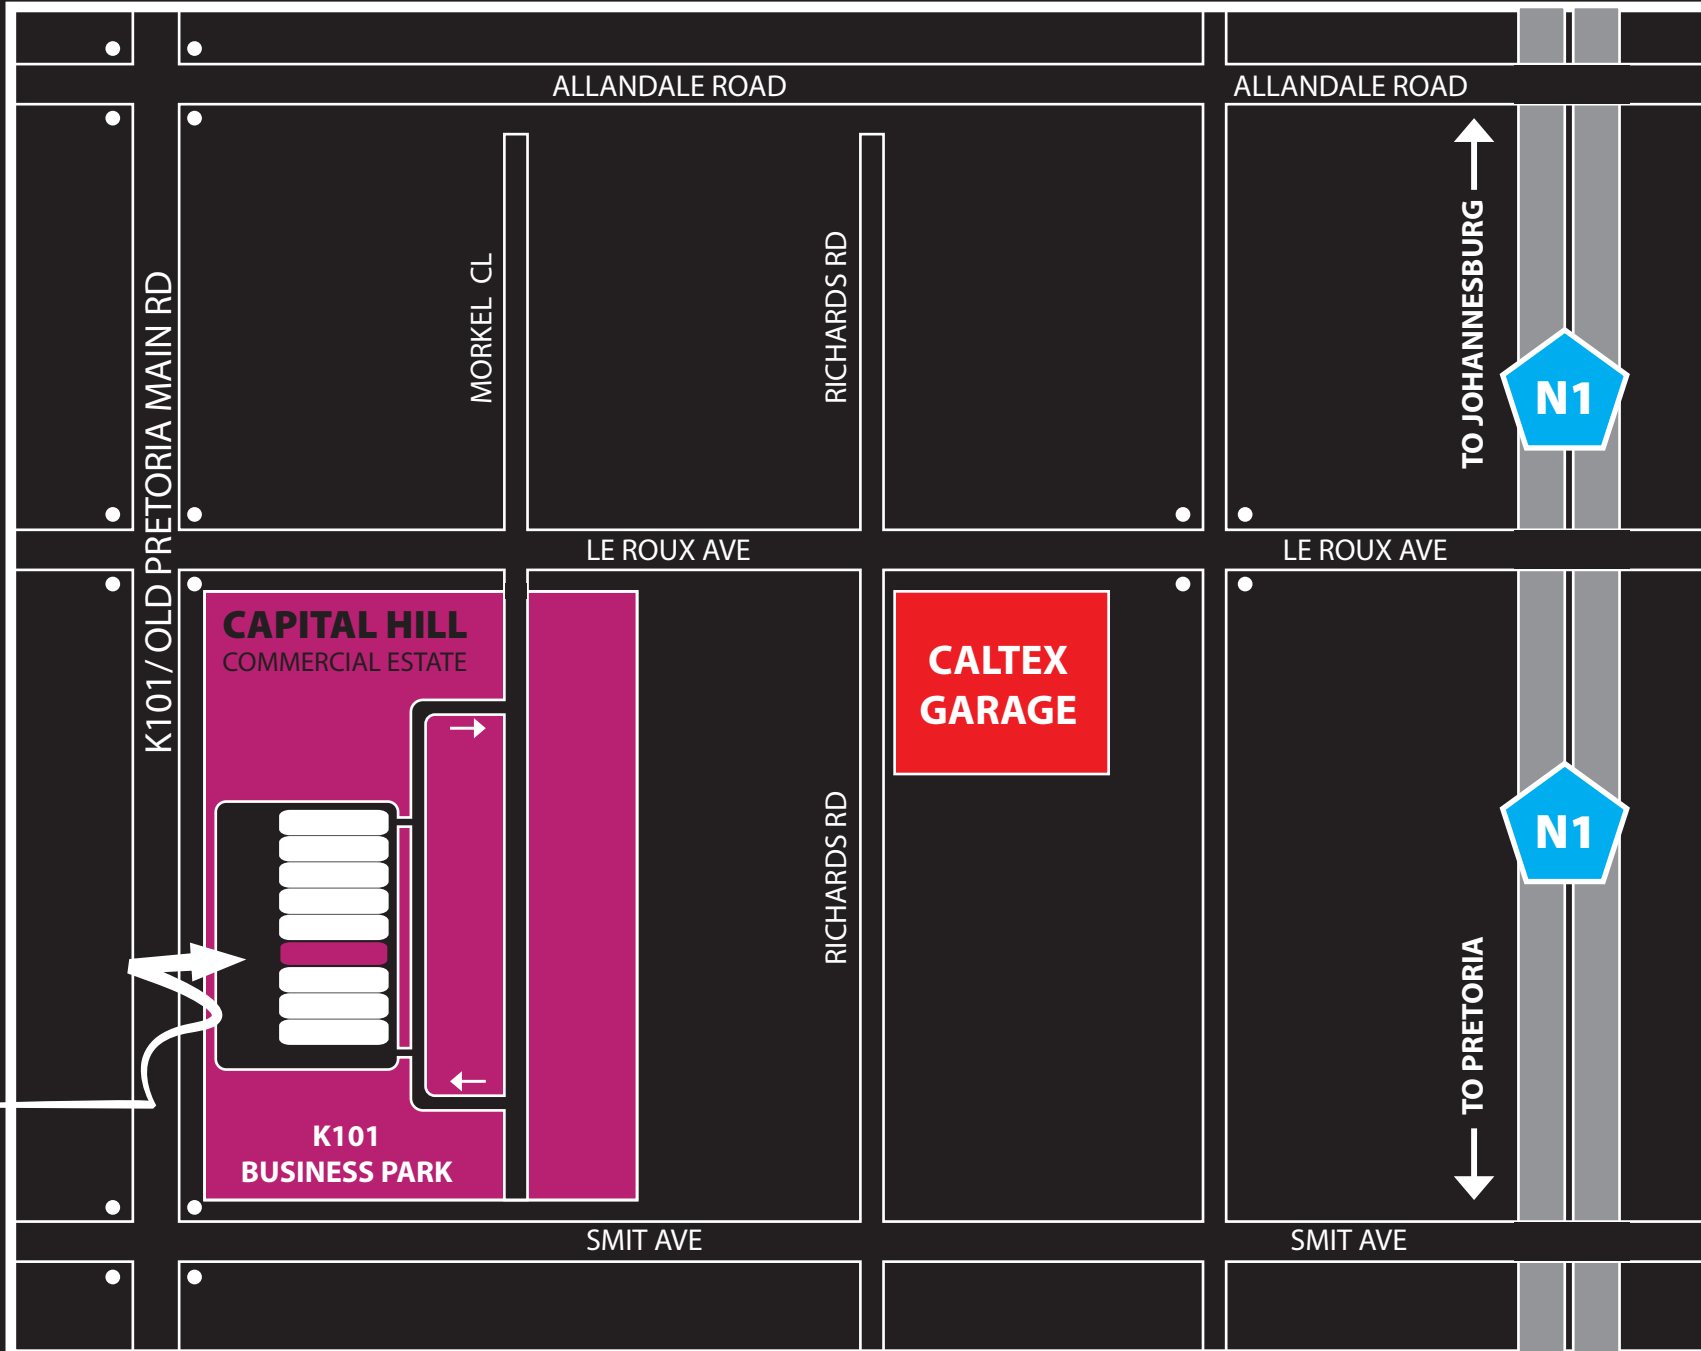 ALLANDALE ROAD
ALLANDALE ROAD
K101/ OLD PRETORIA MAIN RD
MORKEL CL
RICHARDS RD
TO JOHANNESBURG
N1
LE ROUX AVE
LE ROUX AVE
CAPITAL HILL
COMMERCIAL ESTATE
CALTEX
GARAGE
RICHARDS RD
N1
TO PRETORIA
K101
BUSINESS PARK
SMIT AVE
SMIT AVE